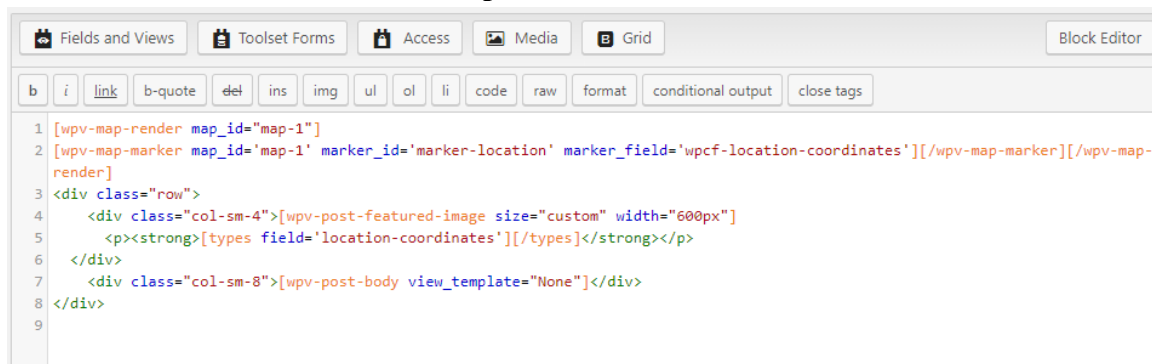 Fields and Views Toolset Forms Access Media Grid Block Editor
b i link b-quote del ins img ul ol li code raw format conditional output close tags
1 [wpv-map-render map_id="map-1"]
2 [wpv-map-marker map_id='map-1' marker_id='marker-location' marker_field='wpcf-location-coordinates'][/wpv-map-marker][/wpv-map-
render]
3 <div class="row">
4 <div class="col-sm-4">[wpv-post-featured-image size="custom" width="600px"]
5 <p><strong>[types field='location-coordinates'][/types]</strong></p>
6 </div>
7 <div class="col-sm-8">[wpv-post-body view_template="None"]</div>
8 </div>
9